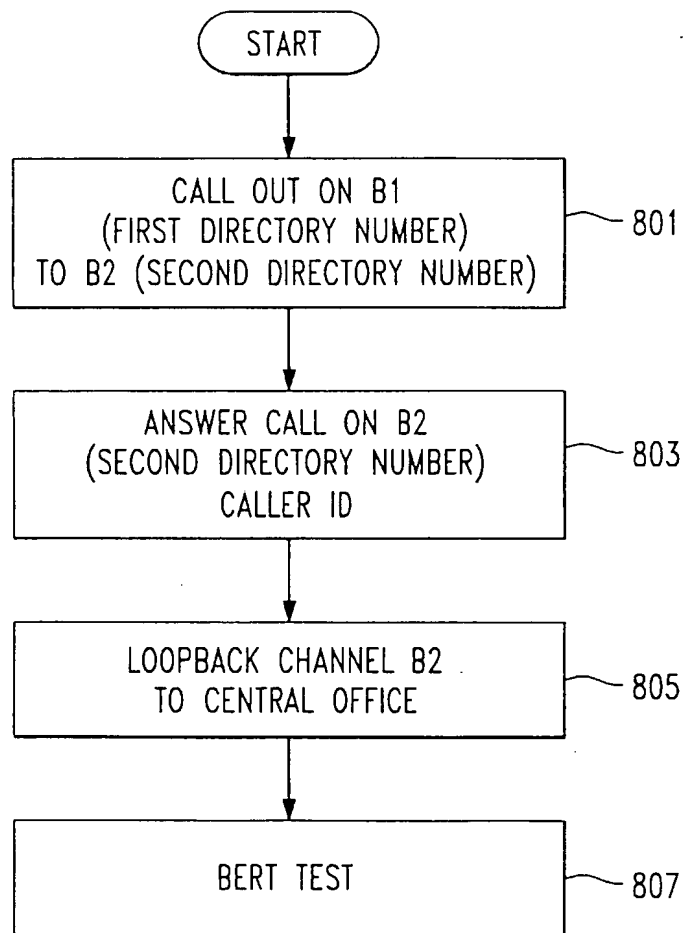 START
CALL OUT ON B1
(FIRST DIRECTORY NUMBER)
TO B2 (SECOND DIRECTORY NUMBER)
801
ANSWER CALL ON B2
(SECOND DIRECTORY NUMBER)
CALLER ID
803
LOOPBACK CHANNEL B2
TO CENTRAL OFFICE
805
BERT TEST
807